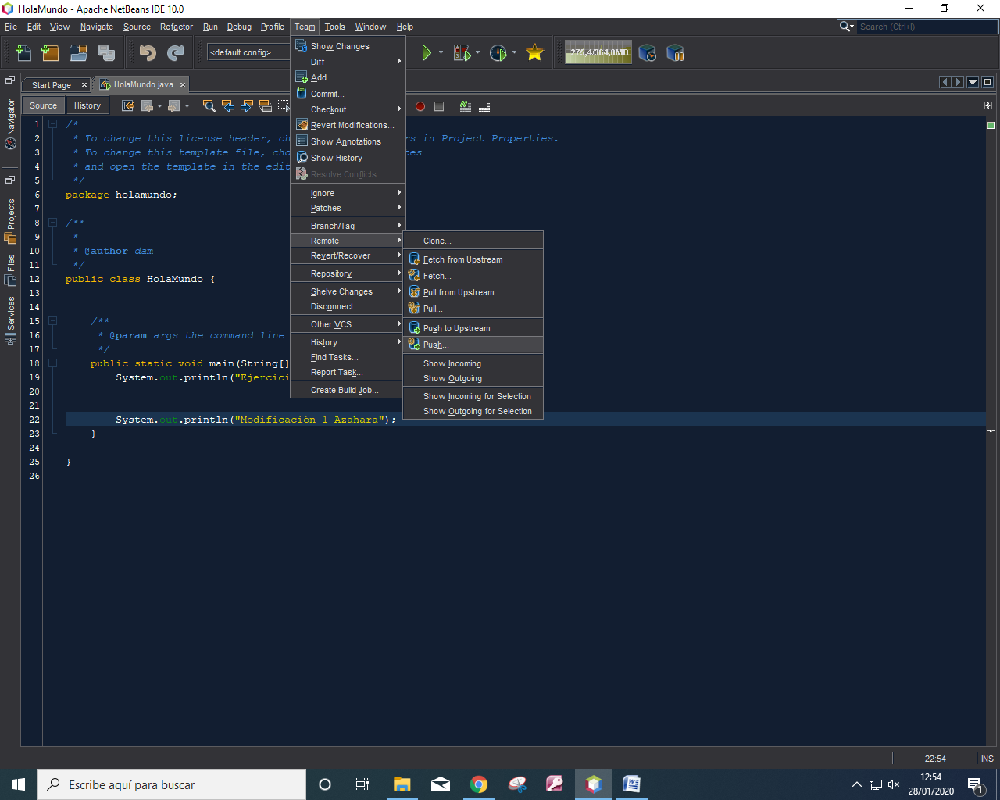 HolaMundo - Apache NetBeans IDE 10.0
File Edit View Navigate Source Refactor Run Debug Profile Team Tools Window Help
Search (Ctrl+I)
<default config>
275,4/364,0MB
Start Page
HolaMundo.java
Source History
Navigator
Projects
Files
Services
1 /*
2 * To change this license header, ch rs in Project Properties.
3 * To change this template file, cho tes
4 * and open the template in the edit
5 */
6 package holamundo;
7
8 /**
9 *
10 * @author dam
11 */
12 public class HolaMundo {
13
14
15 /**
16 * @param args the command line
17 */
18 public static void main(String[]
19 System.out.println("Ejercici
20
21
22 System.out.println("Modificación 1 Azahara");
23 }
24
25 }
26
Show Changes
Diff
Add
Commit...
Checkout
Revert Modifications...
Show Annotations
Show History
Resolve Conflicts
Ignore
Patches
Branch/Tag
Remote
Revert/Recover
Repository
Shelve Changes
Disconnect...
Other VCS
History
Find Tasks...
Report Task...
Create Build Job...
Clone...
Fetch from Upstream
Fetch...
Pull from Upstream
Pull...
Push to Upstream
Push...
Show Incoming
Show Outgoing
Show Incoming for Selection
Show Outgoing for Selection
22:54 INS
Escribe aquí para buscar
12:54
28/01/2020
1